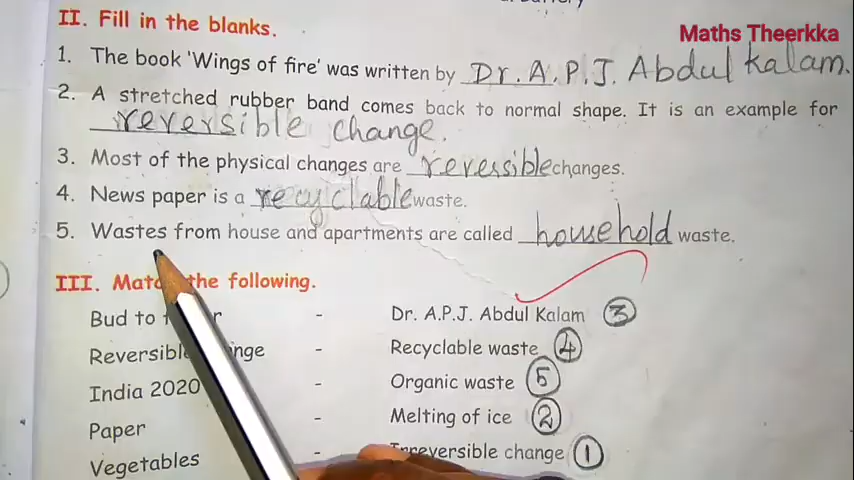 II. Fill in the blanks.
Maths Theerkka
1. The book 'Wings of fire' was written by Dr. A.P.J. Abdul Kalam.
2. A stretched rubber band comes back to normal shape. It is an example for
reversible change.
3. Most of the physical changes are reversible changes.
4. News paper is a recyclable waste.
5. Wastes from house and apartments are called household waste.
III. Match the following.
Bud to - Dr. A.P.J. Abdul Kalam 3
Reversible - Recyclable waste 4
India 2020 - Organic waste 5
Paper - Melting of ice 2
Vegetables - Irreversible change 1